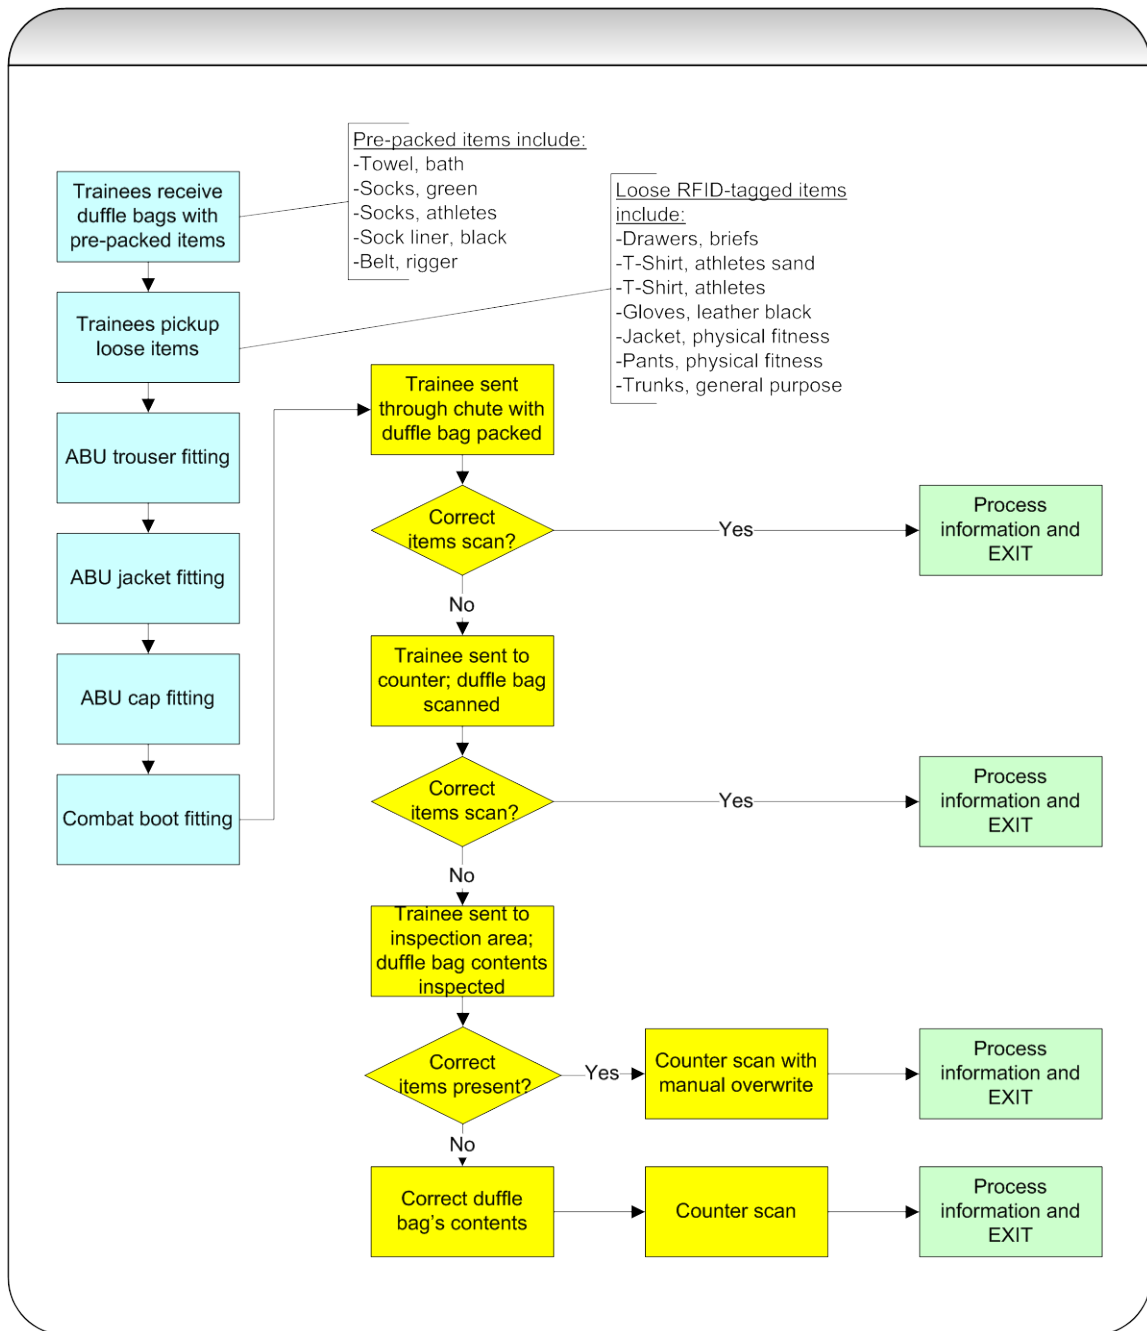 Trainees receive
duffle bags with
pre-packed items
Pre-packed items include:
-Towel, bath
-Socks, green
-Socks, athletes
-Sock liner, black
-Belt, rigger
Loose RFID-tagged items
include:
-Drawers, briefs
-T-Shirt, athletes sand
-T-Shirt, athletes
-Gloves, leather black
-Jacket, physical fitness
-Pants, physical fitness
-Trunks, general purpose
Trainees pickup
loose items
ABU trouser fitting
ABU jacket fitting
ABU cap fitting
Combat boot fitting
Trainee sent
through chute with
duffle bag packed
Correct
items scan?
Yes
Process
information and
EXIT
No
Trainee sent to
counter; duffle bag
scanned
Correct
items scan?
Yes
Process
information and
EXIT
No
Trainee sent to
inspection area;
duffle bag contents
inspected
Correct
items present?
Yes
Counter scan with
manual overwrite
Process
information and
EXIT
No
Correct duffle
bag's contents
Counter scan
Process
information and
EXIT